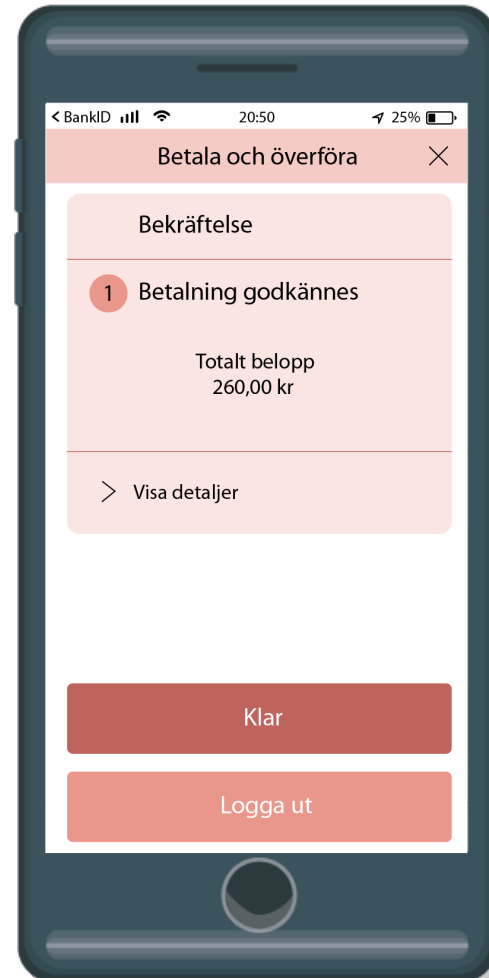 BankID 20:50 25%
Betala och överföra
Bekräftelse
1 Betalning godkännes
Totalt belopp
260,00 kr
Visa detaljer
Klar
Logga ut